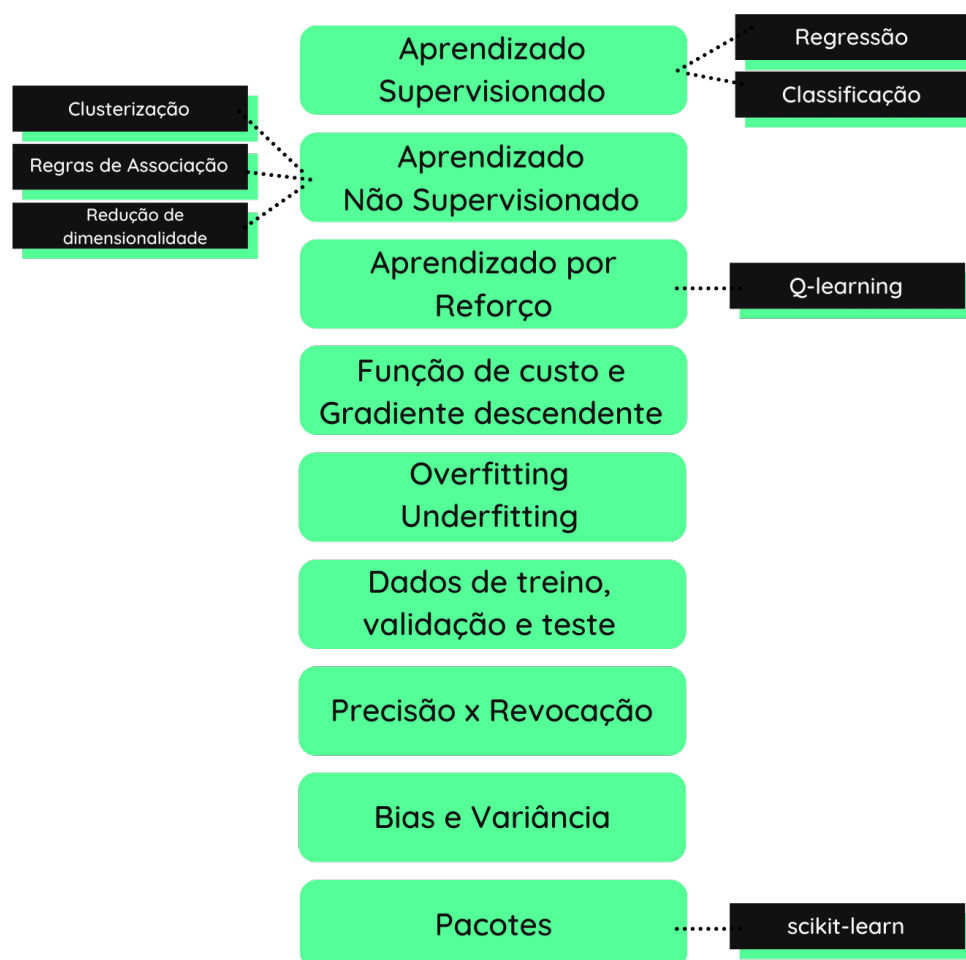 Aprendizado
Supervisionado
Regressão
Classificação
Clusterização
Regras de Associação
Redução de
dimensionalidade
Aprendizado
Não Supervisionado
Aprendizado por
Reforço
Q-learning
Função de custo e
Gradiente descendente
Overfitting
Underfitting
Dados de treino,
validação e teste
Precisão x Revocação
Bias e Variância
Pacotes
scikit-learn